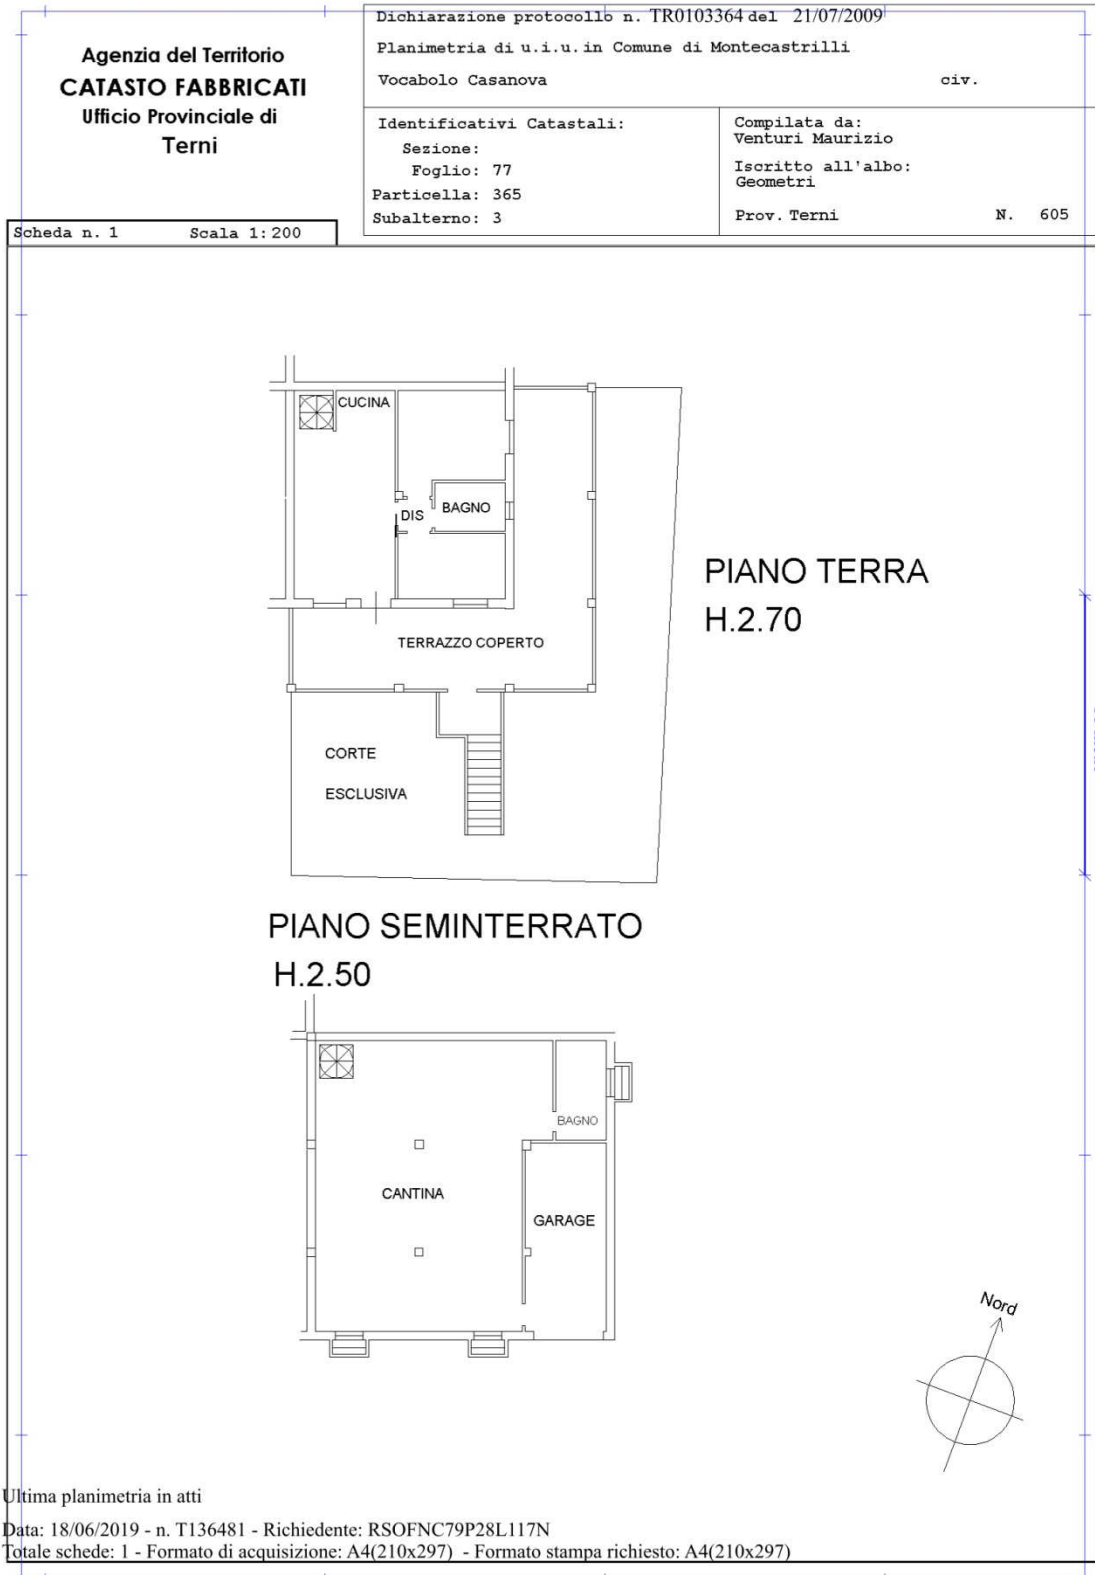 Agenzia del Territorio
CATASTO FABBRICATI
Ufficio Provinciale di
Terni
Dichiarazione protocollo n. TR0103364 del 21/07/2009
Planimetria di u.i.u. in Comune di Montecastrilli
Vocabolo Casanova civ.
Identificativi Catastali:
Sezione:
Foglio: 77
Particella: 365
Subalterno: 3
Compilata da:
Venturi Maurizio
Iscritto all'albo:
Geometri
Prov. Terni N. 605
Scheda n. 1 Scala 1:200
CUCINA
BAGNO
DIS
TERRAZZO COPERTO
PIANO TERRA
H.2.70
CORTE
ESCLUSIVA
PIANO SEMINTERRATO
H.2.50
BAGNO
CANTINA
GARAGE
Nord
Ultima planimetria in atti
Data: 18/06/2019 - n. T136481 - Richiedente: RSOFNC79P28L117N
Totale schede: 1 - Formato di acquisizione: A4(210x297) - Formato stampa richiesto: A4(210x297)